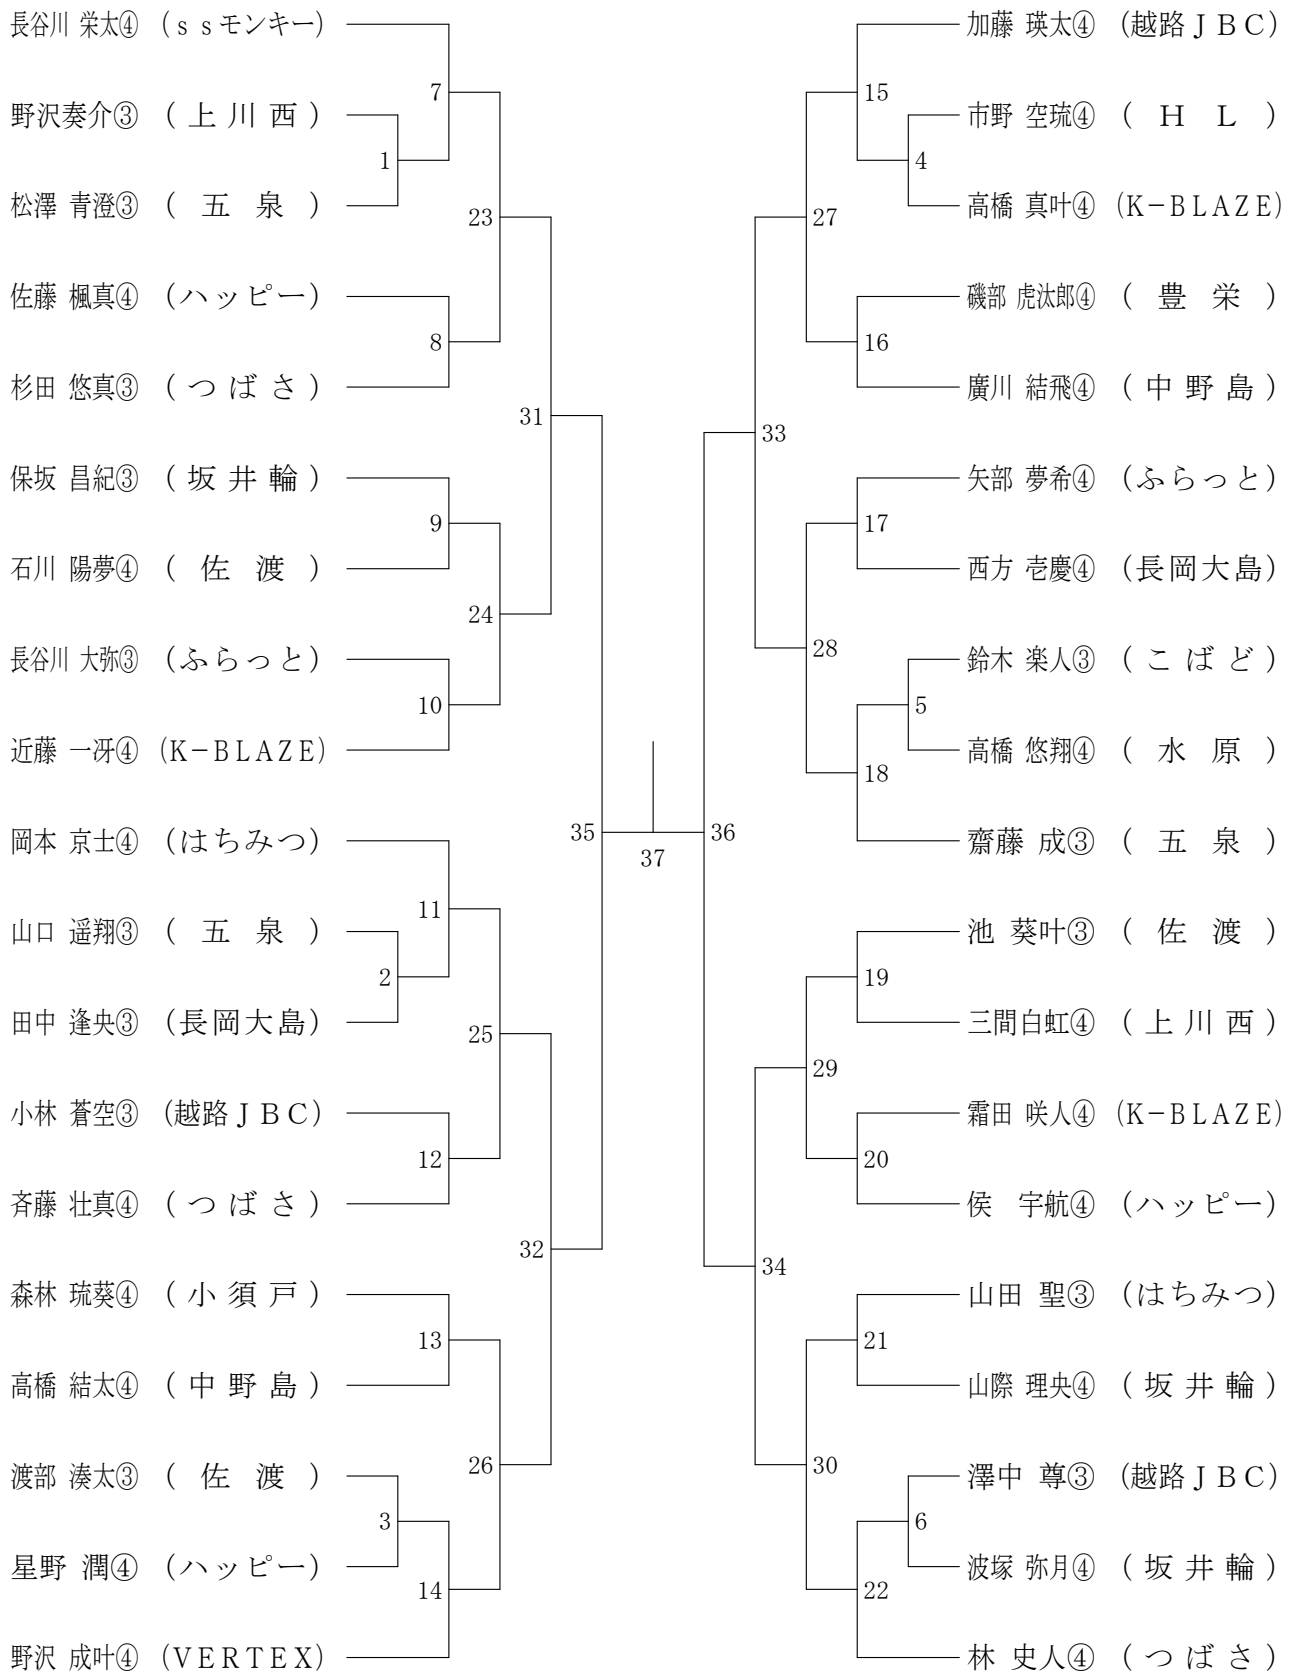 長谷川 栄太④ (ｓｓモンキー)
7
野沢奏介③ (上川西)
1
松澤 青澄③ (五泉)
23
佐藤 楓真④ (ハッピー)
8
杉田 悠真③ (つばさ)
31
保坂 昌紀③ (坂井輪)
9
石川 陽夢④ (佐渡)
24
長谷川 大弥③ (ふらっと)
10
近藤 一冴④ (K-BLAZE)
35
岡本 京士④ (はちみつ)
11
山口 遥翔③ (五泉)
2
田中 逢央③ (長岡大島)
25
小林 蒼空③ (越路ＪＢＣ)
12
斉藤 壮真④ (つばさ)
32
森林 琉葵④ (小須戸)
13
高橋 結太④ (中野島)
26
渡部 湊太③ (佐渡)
3
星野 潤④ (ハッピー)
14
野沢 成叶④ (VERTEX)
37
加藤 瑛太④ (越路ＪＢＣ)
15
市野 空琉④ (Ｈ Ｌ)
4
高橋 真叶④ (K-BLAZE)
27
磯部 虎汰郎④ (豊栄)
16
廣川 結飛④ (中野島)
33
矢部 夢希④ (ふらっと)
17
西方 壱慶④ (長岡大島)
28
鈴木 楽人③ (こばど)
5
高橋 悠翔④ (水原)
18
齋藤 成③ (五泉)
36
池 葵叶③ (佐渡)
19
三間白虹④ (上川西)
29
霜田 咲人④ (K-BLAZE)
20
侯 宇航④ (ハッピー)
34
山田 聖③ (はちみつ)
21
山際 理央④ (坂井輪)
30
澤中 尊③ (越路ＪＢＣ)
6
波塚 弥月④ (坂井輪)
22
林 史人④ (つばさ)